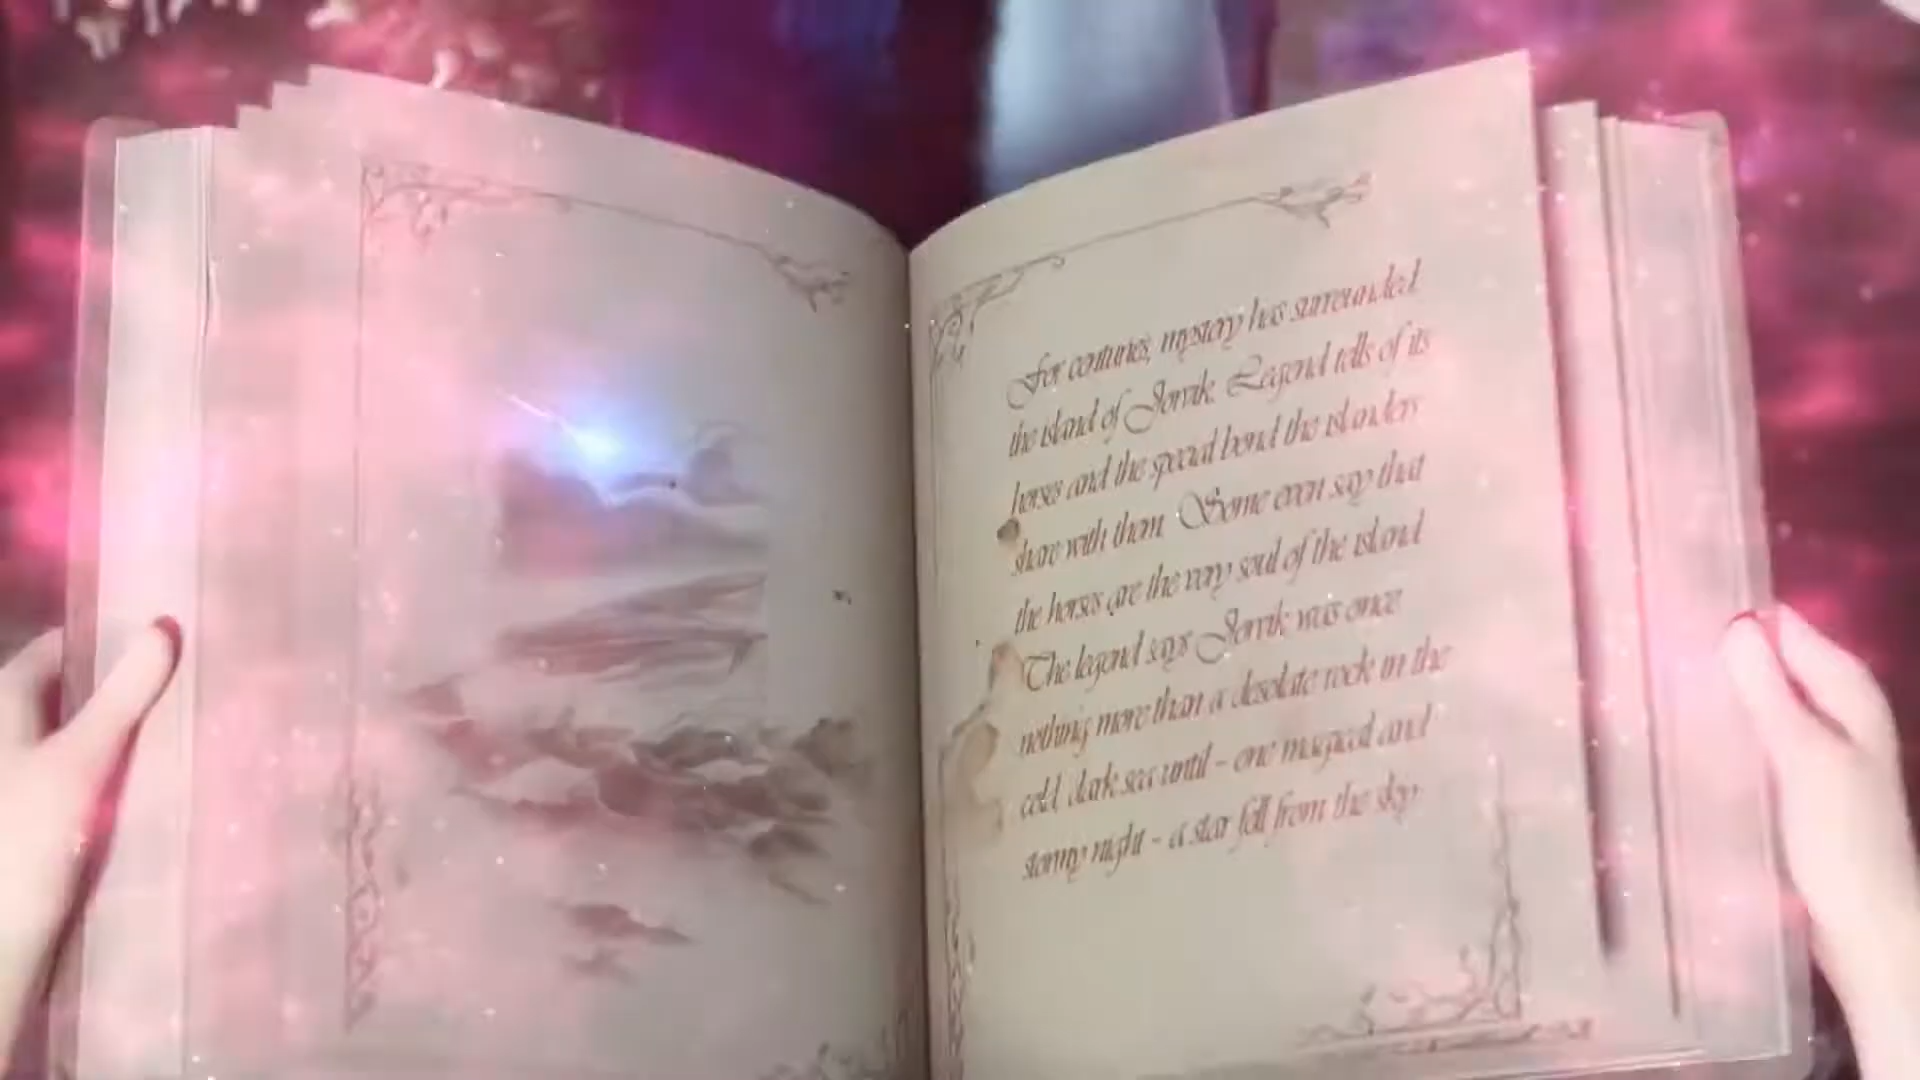 For centuries, mystery has surrounded
the island of Jorvik. Legend tells of its
horses and the special bond the islanders
share with them. Some even say that
the horses are the very soul of the island
The legend says Jorvik was once
nothing more than a desolate rock in the
cold, dark sea until - one magical and
stormy night - a star fell from the sky